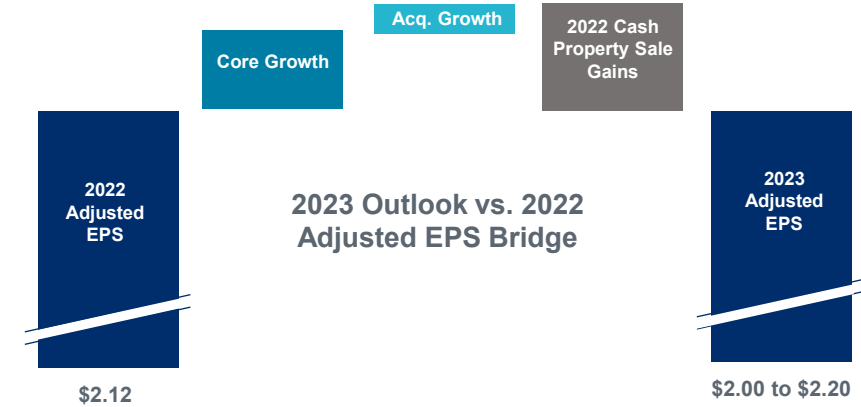 Acq. Growth
2022 Cash
Property Sale
Gains
Core Growth
2022
Adjusted
EPS
2023 Outlook vs. 2022
Adjusted EPS Bridge
2023
Adjusted
EPS
$2.12
$2.00 to $2.20